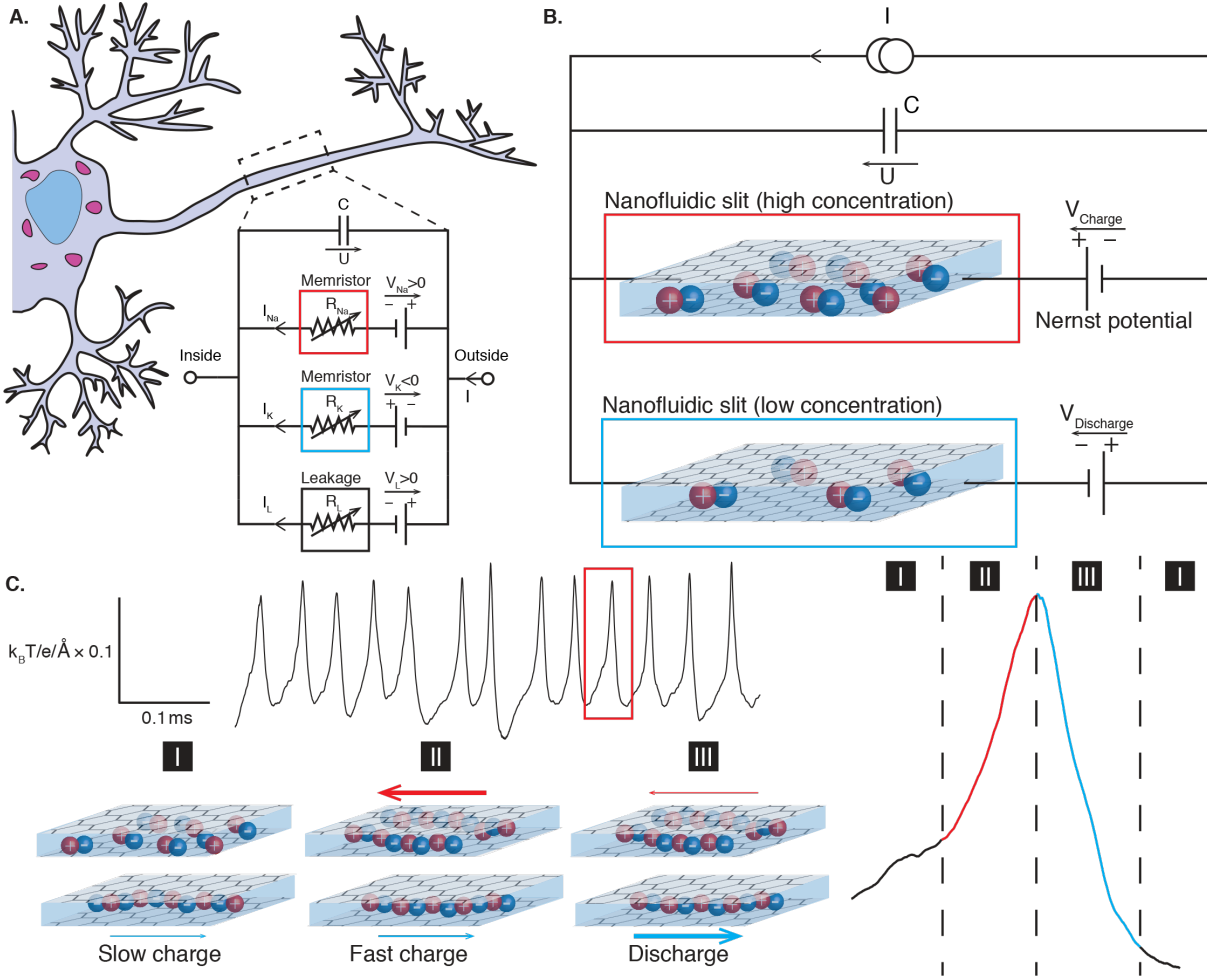 A.
C
U
Memristor
V_Na>0
R_Na
− +
I_Na
Inside
Outside
I
Memristor
V_K<0
R_K
+ −
I_K
Leakage
V_L>0
R_L
− +
I_L
B.
I
C
U
Nanofluidic slit (high concentration)
V_Charge
+ −
Nernst potential
Nanofluidic slit (low concentration)
V_Discharge
− +
C.
k_BT/e/Å × 0.1
0.1 ms
I II III I
I II III
Slow charge Fast charge Discharge